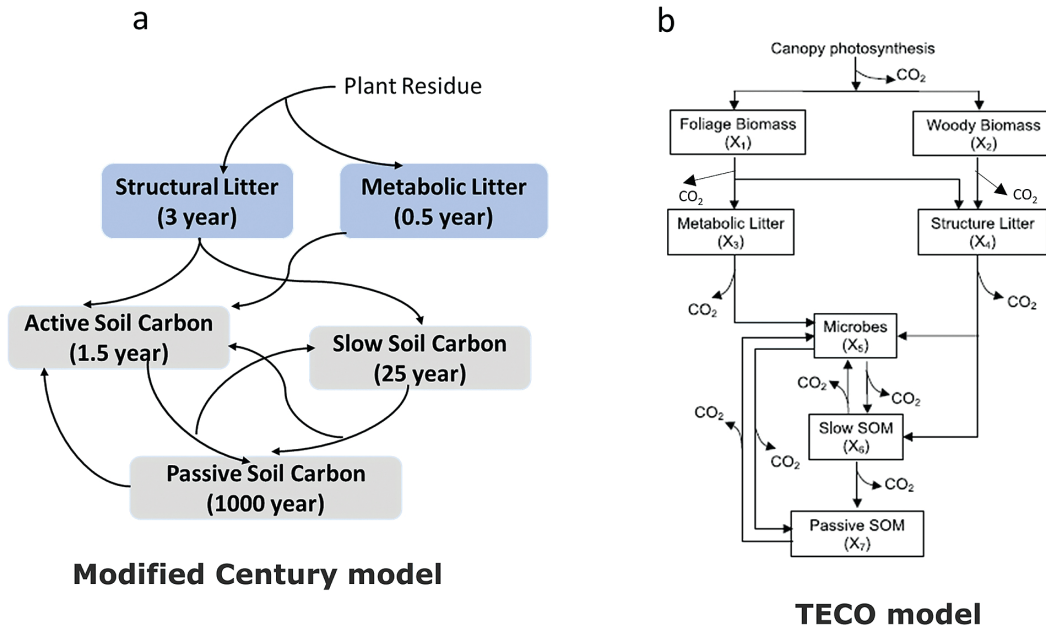 a
Plant Residue
Structural Litter
(3 year)
Metabolic Litter
(0.5 year)
Active Soil Carbon
(1.5 year)
Slow Soil Carbon
(25 year)
Passive Soil Carbon
(1000 year)
Modified Century model
b
Canopy photosynthesis
CO₂
Foliage Biomass
(X₁)
Woody Biomass
(X₂)
CO₂
CO₂
Metabolic Litter
(X₃)
Structure Litter
(X₄)
CO₂
CO₂
Microbes
(X₅)
CO₂
CO₂
CO₂
Slow SOM
(X₆)
CO₂
CO₂
Passive SOM
(X₇)
TECO model